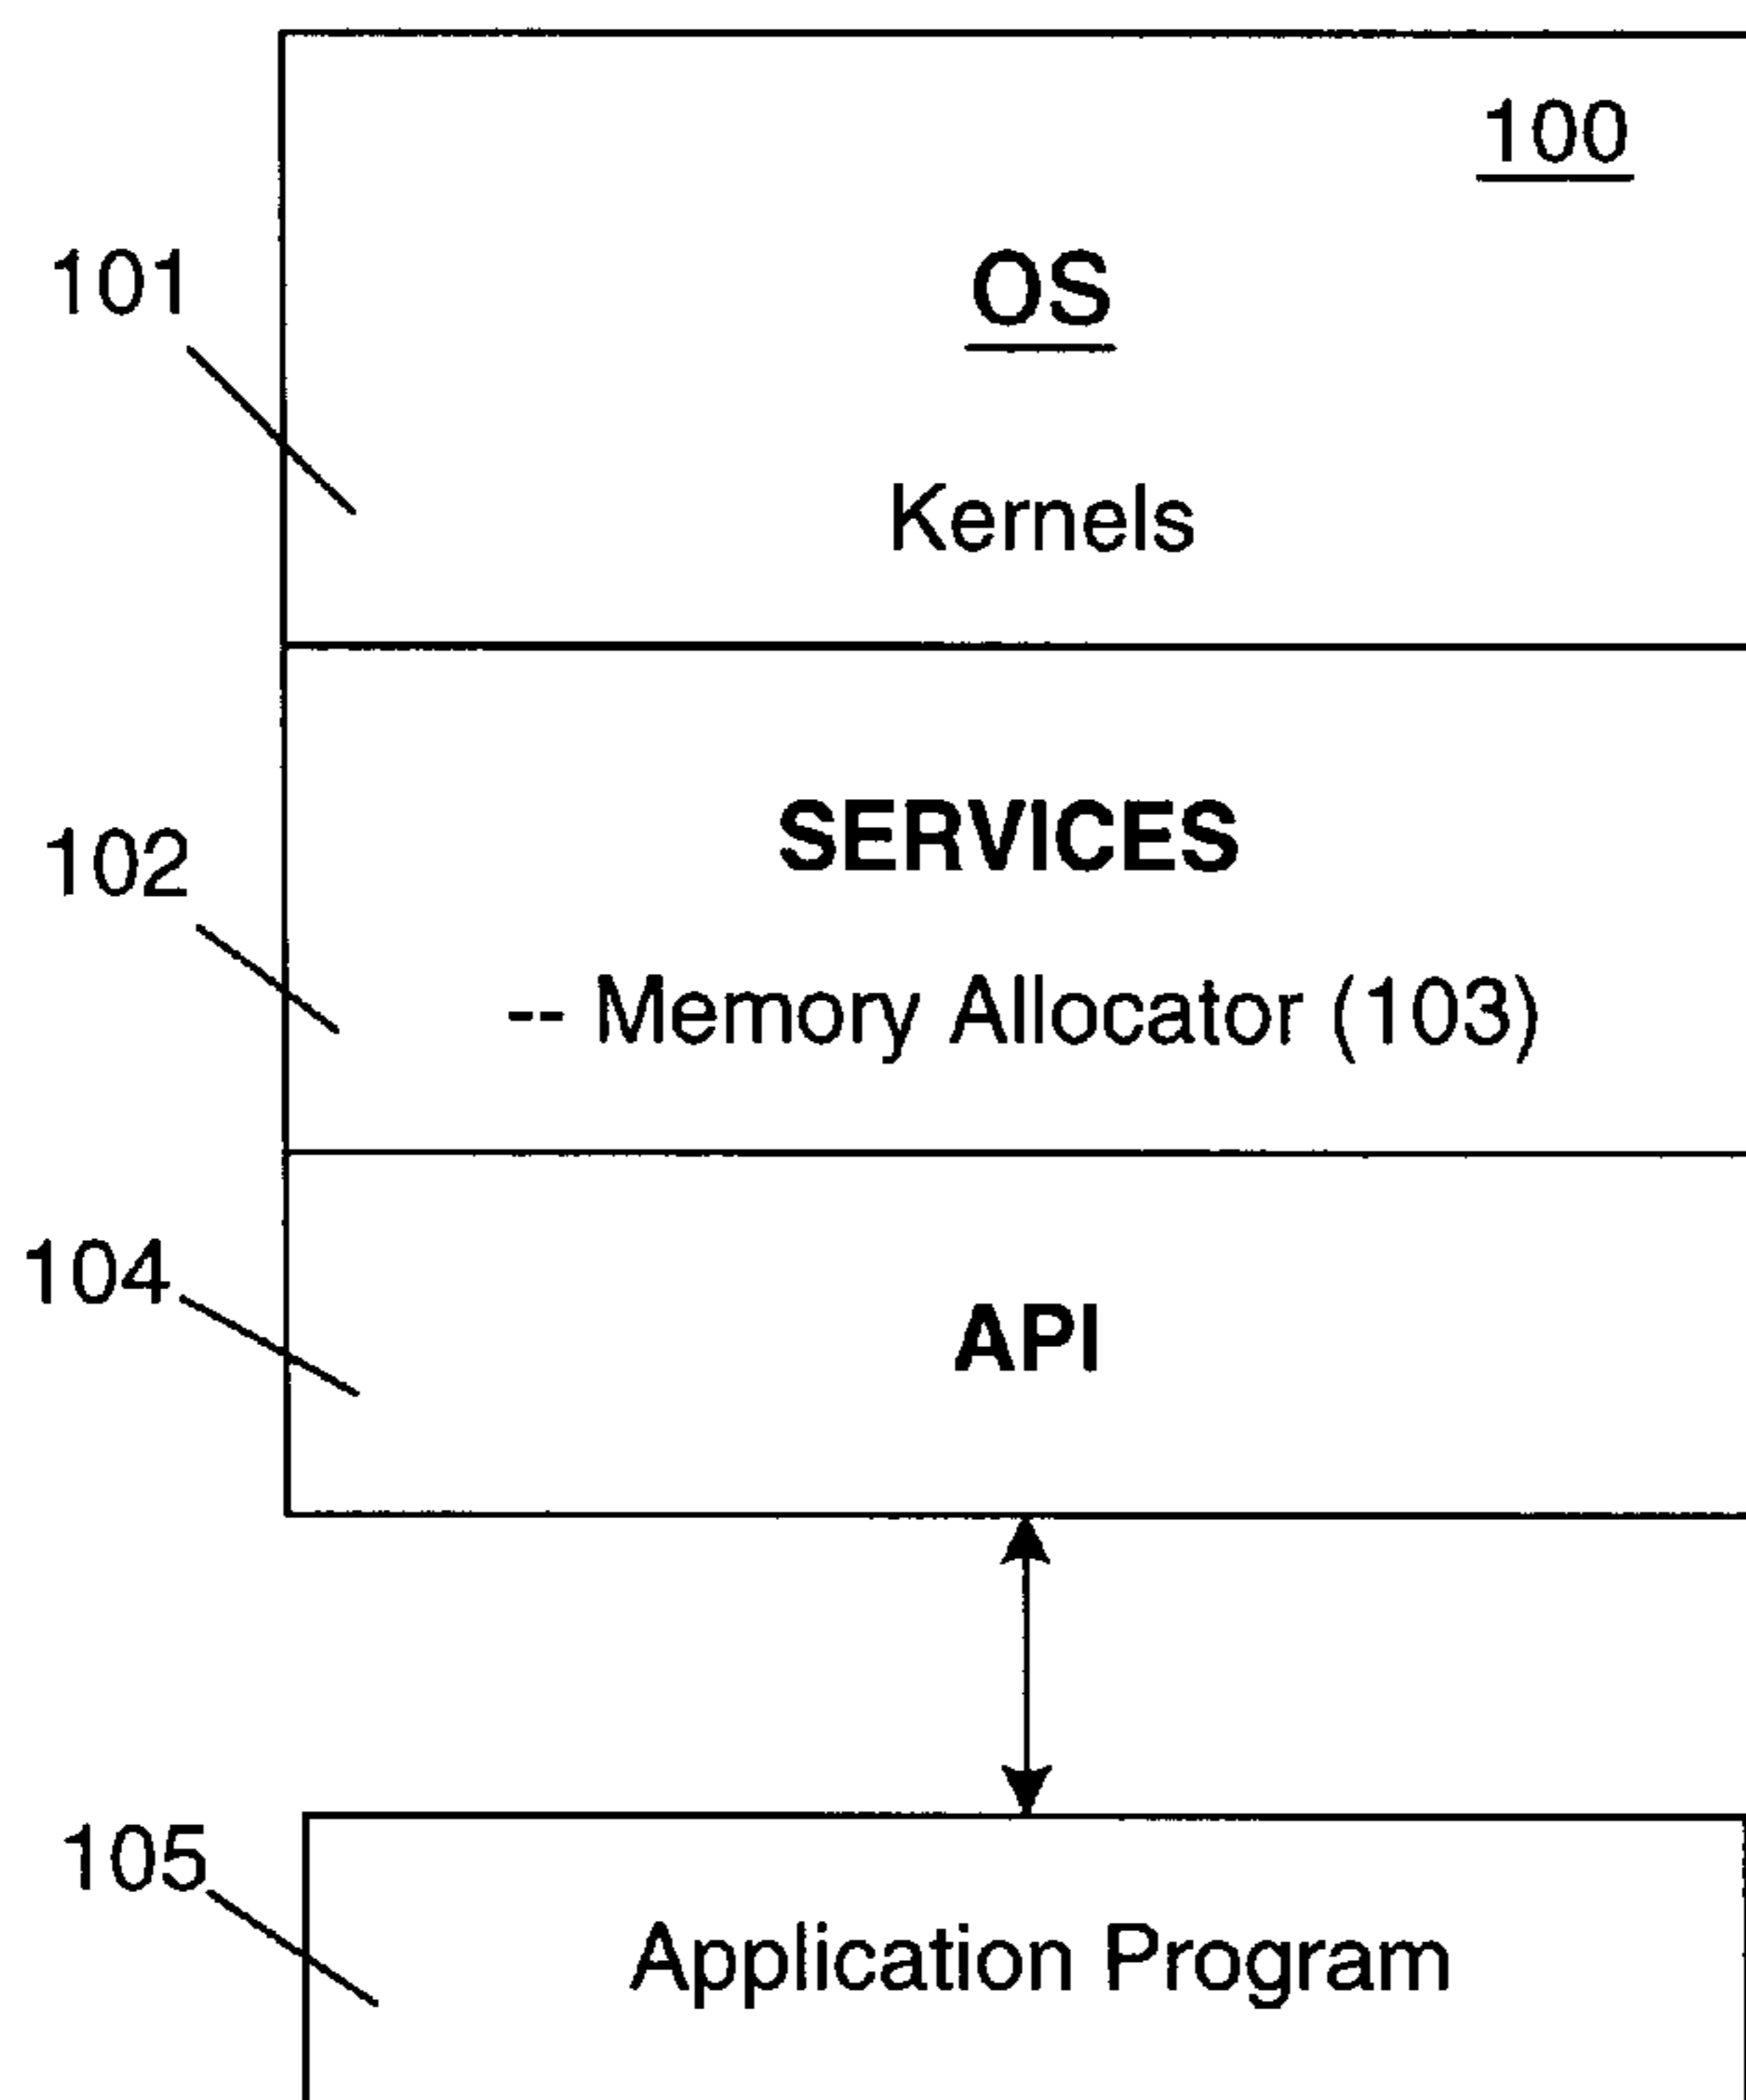 100
101
OS
Kernels
102
SERVICES
-- Memory Allocator (103)
104
API
105
Application Program